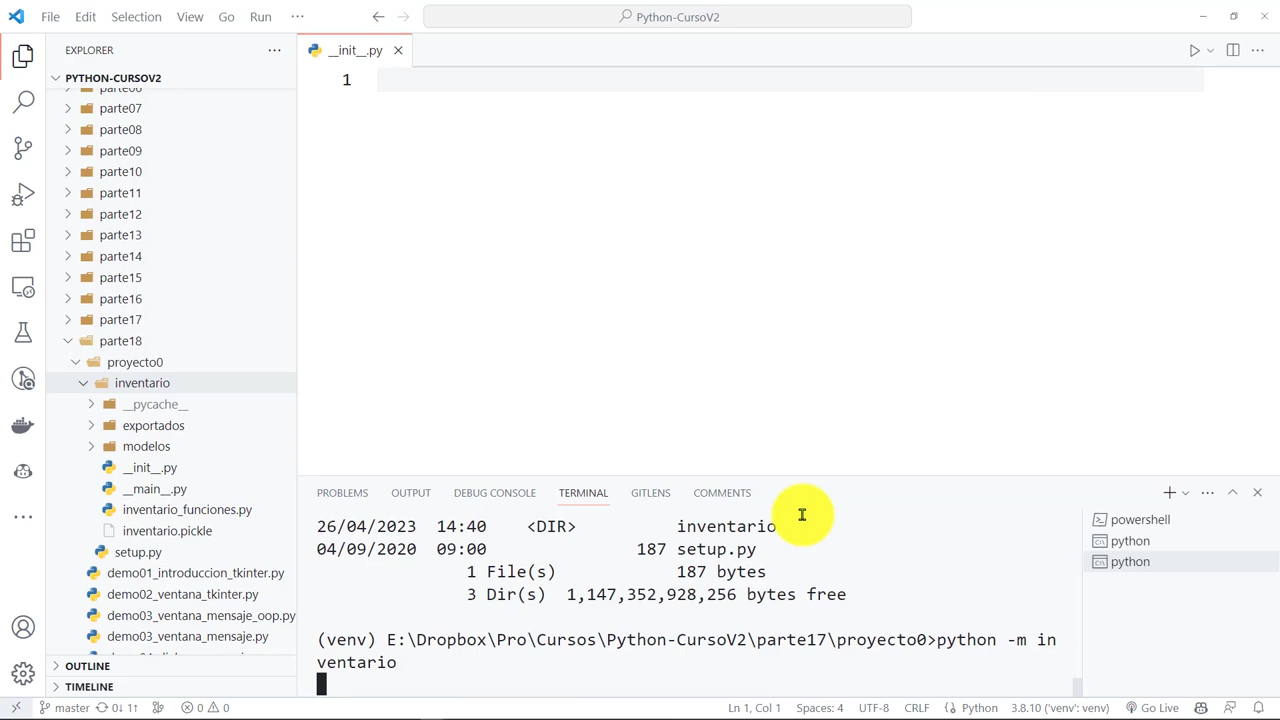 File Edit Selection View Go Run ···
Python-CursoV2
EXPLORER
PYTHON-CURSOV2
parte06
parte07
parte08
parte09
parte10
parte11
parte12
parte13
parte14
parte15
parte16
parte17
parte18
proyecto0
inventario
__pycache__
exportados
modelos
__init__.py
__main__.py
inventario_funciones.py
inventario.pickle
setup.py
demo01_introduccion_tkinter.py
demo02_ventana_tkinter.py
demo03_ventana_mensaje_oop.py
demo03_ventana_mensaje.py
OUTLINE
TIMELINE
__init__.py
1
PROBLEMS OUTPUT DEBUG CONSOLE TERMINAL GITLENS COMMENTS
26/04/2023 14:40 <DIR> inventario
04/09/2020 09:00 187 setup.py
1 File(s) 187 bytes
3 Dir(s) 1,147,352,928,256 bytes free
(venv) E:\Dropbox\Pro\Cursos\Python-CursoV2\parte17\proyecto0>python -m in
ventario
powershell
python
python
master 0↓ 1↑ 0 0 Ln 1, Col 1 Spaces: 4 UTF-8 CRLF Python 3.8.10 ('venv': venv) Go Live